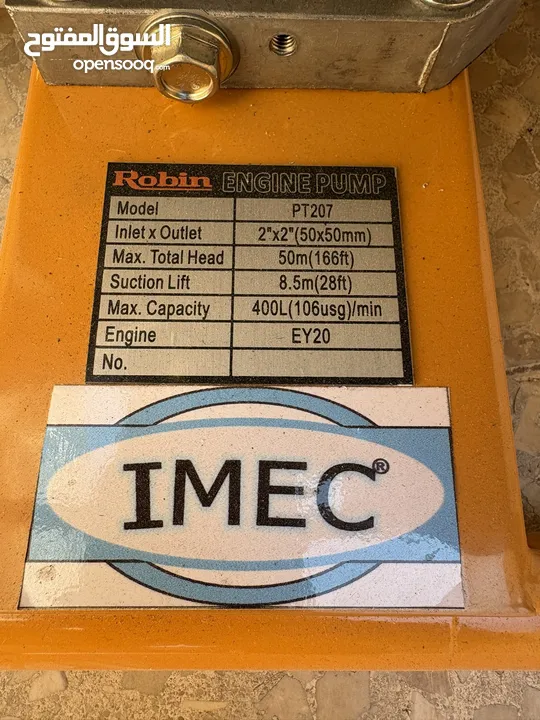 السوق المفتوح
opensooq.com
Robin ENGINE PUMP
Model PT207
Inlet x Outlet 2"x2"(50x50mm)
Max. Total Head 50m(166ft)
Suction Lift 8.5m(28ft)
Max. Capacity 400L(106usg)/min
Engine EY20
No.
IMEC®